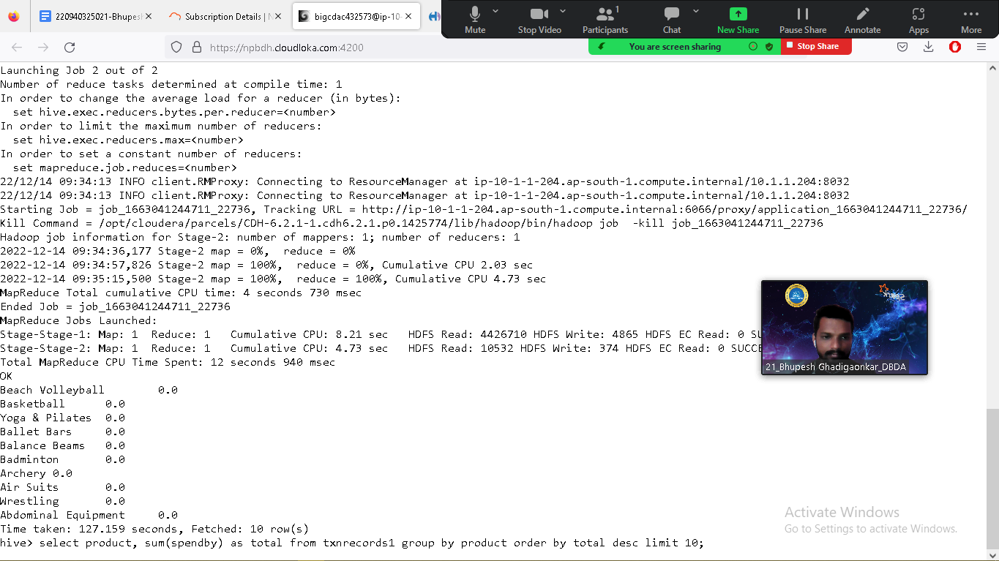 220940325021-Bhupes
Subscription Details | N
bigcdac432573@ip-10-
Mute
Stop Video
1
Participants
Chat
New Share
Pause Share
Annotate
Apps
More
https://npbdh.cloudloka.com:4200
You are screen sharing
Stop Share
Launching Job 2 out of 2
Number of reduce tasks determined at compile time: 1
In order to change the average load for a reducer (in bytes):
  set hive.exec.reducers.bytes.per.reducer=<number>
In order to limit the maximum number of reducers:
  set hive.exec.reducers.max=<number>
In order to set a constant number of reducers:
  set mapreduce.job.reduces=<number>
22/12/14 09:34:13 INFO client.RMProxy: Connecting to ResourceManager at ip-10-1-1-204.ap-south-1.compute.internal/10.1.1.204:8032
22/12/14 09:34:13 INFO client.RMProxy: Connecting to ResourceManager at ip-10-1-1-204.ap-south-1.compute.internal/10.1.1.204:8032
Starting Job = job_1663041244711_22736, Tracking URL = http://ip-10-1-1-204.ap-south-1.compute.internal:6066/proxy/application_1663041244711_22736/
Kill Command = /opt/cloudera/parcels/CDH-6.2.1-1.cdh6.2.1.p0.1425774/lib/hadoop/bin/hadoop job  -kill job_1663041244711_22736
Hadoop job information for Stage-2: number of mappers: 1; number of reducers: 1
2022-12-14 09:34:36,177 Stage-2 map = 0%,  reduce = 0%
2022-12-14 09:34:57,826 Stage-2 map = 100%,  reduce = 0%, Cumulative CPU 2.03 sec
2022-12-14 09:35:15,500 Stage-2 map = 100%,  reduce = 100%, Cumulative CPU 4.73 sec
MapReduce Total cumulative CPU time: 4 seconds 730 msec
Ended Job = job_1663041244711_22736
MapReduce Jobs Launched:
Stage-Stage-1: Map: 1  Reduce: 1   Cumulative CPU: 8.21 sec   HDFS Read: 4426710 HDFS Write: 4865 HDFS EC Read: 0 SU
Stage-Stage-2: Map: 1  Reduce: 1   Cumulative CPU: 4.73 sec   HDFS Read: 10532 HDFS Write: 374 HDFS EC Read: 0 SUCCE
Total MapReduce CPU Time Spent: 12 seconds 940 msec
OK
Beach Volleyball        0.0
Basketball      0.0
Yoga & Pilates  0.0
Ballet Bars     0.0
Balance Beams   0.0
Badminton       0.0
Archery 0.0
Air Suits       0.0
Wrestling       0.0
Abdominal Equipment     0.0
Time taken: 127.159 seconds, Fetched: 10 row(s)
hive> select product, sum(spendby) as total from txnrecords1 group by product order by total desc limit 10;
21_Bhupesh Ghadigaonkar_DBDA
Activate Windows
Go to Settings to activate Windows.